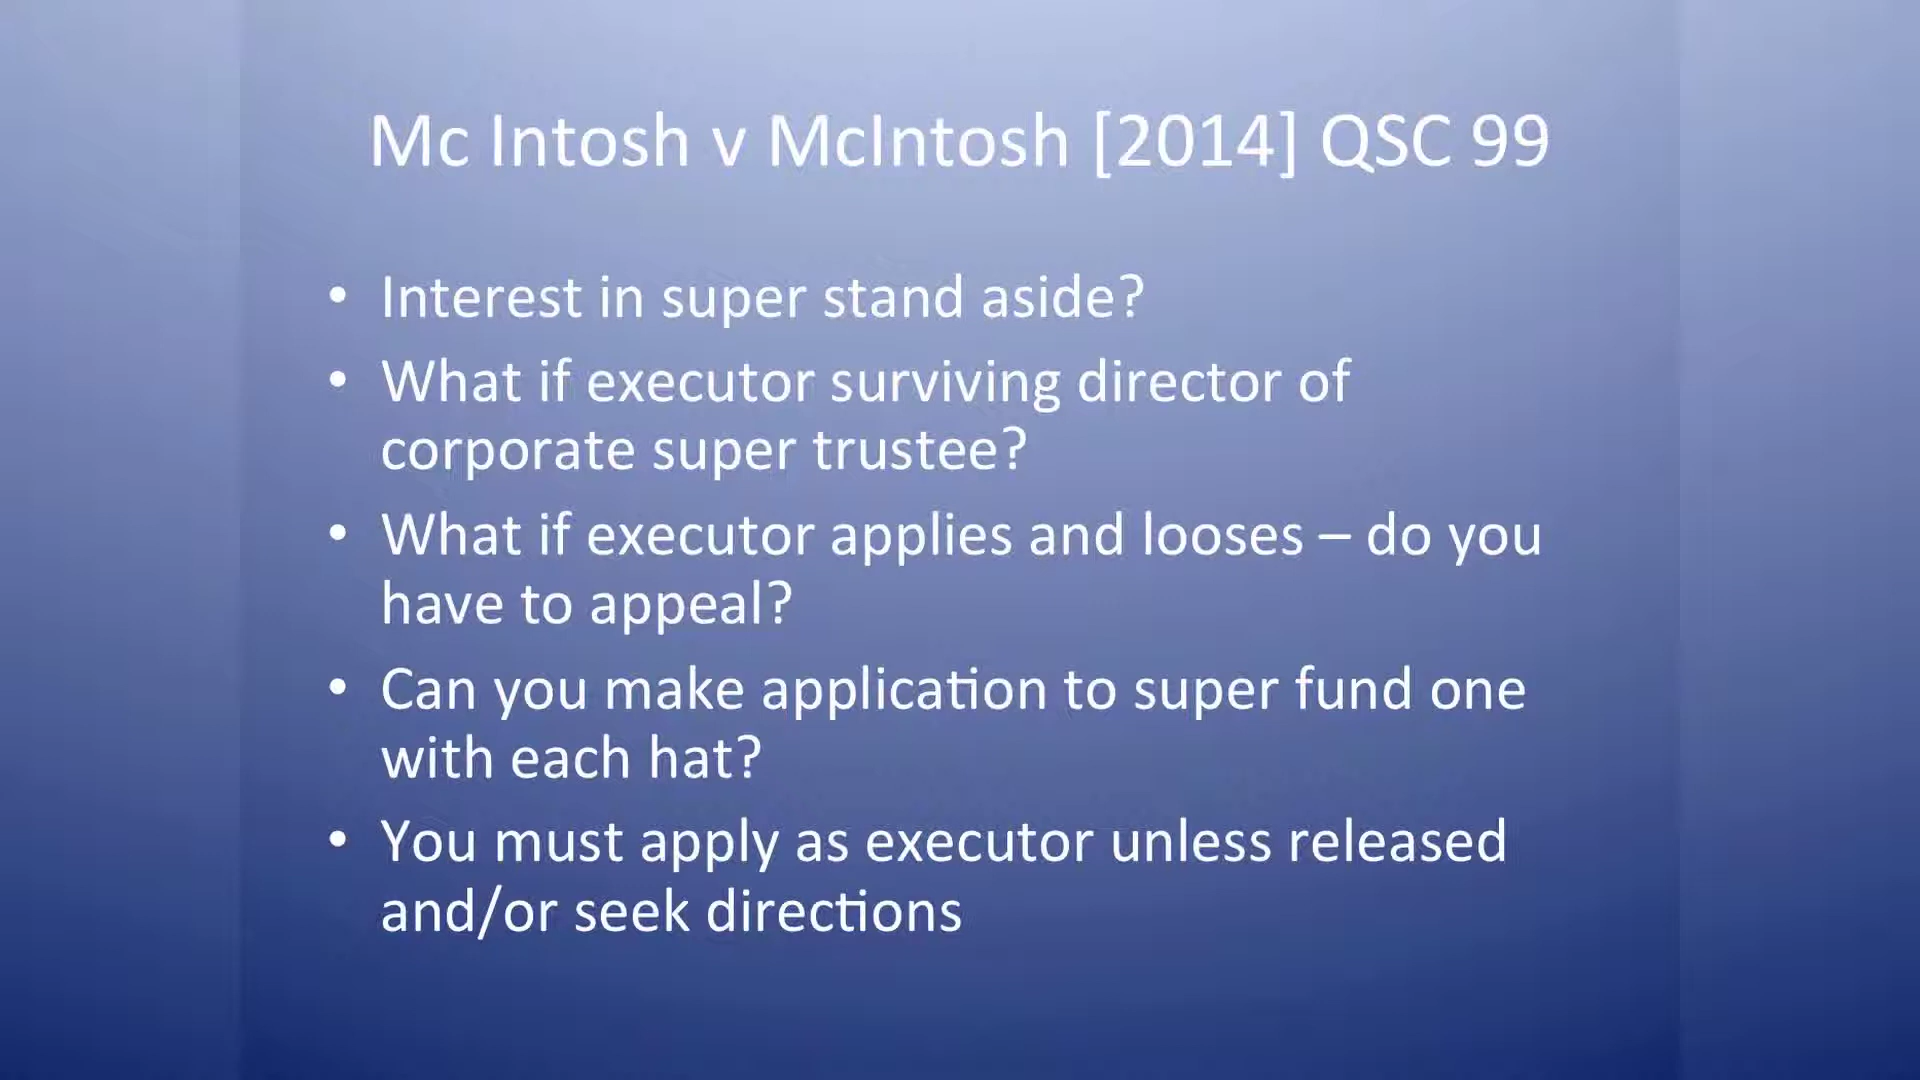 Mc Intosh v McIntosh [2014] QSC 99
• Interest in super stand aside?
• What if executor surviving director of
corporate super trustee?
• What if executor applies and looses – do you
have to appeal?
• Can you make application to super fund one
with each hat?
• You must apply as executor unless released
and/or seek directions